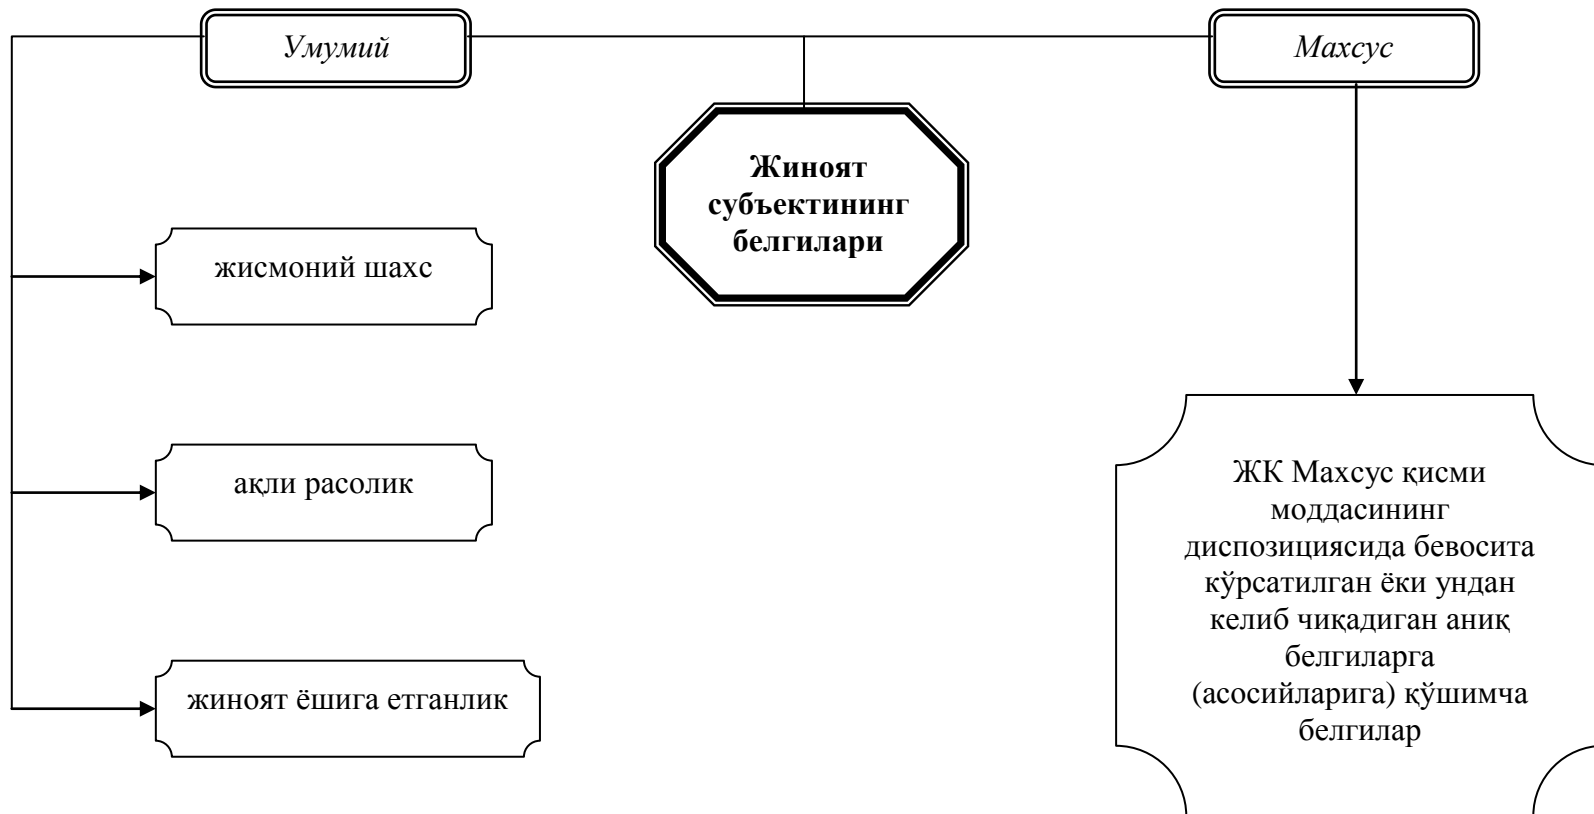 Умумий
Махсус
Жиноят
субъектининг
белгилари
жисмоний шахс
ақли расолик
жиноят ёшига етганлик
ЖК Махсус қисми
моддасининг
диспозициясида бевосита
кўрсатилган ёки ундан
келиб чиқадиган аниқ
белгиларга
(асосийларига) қўшимча
белгилар